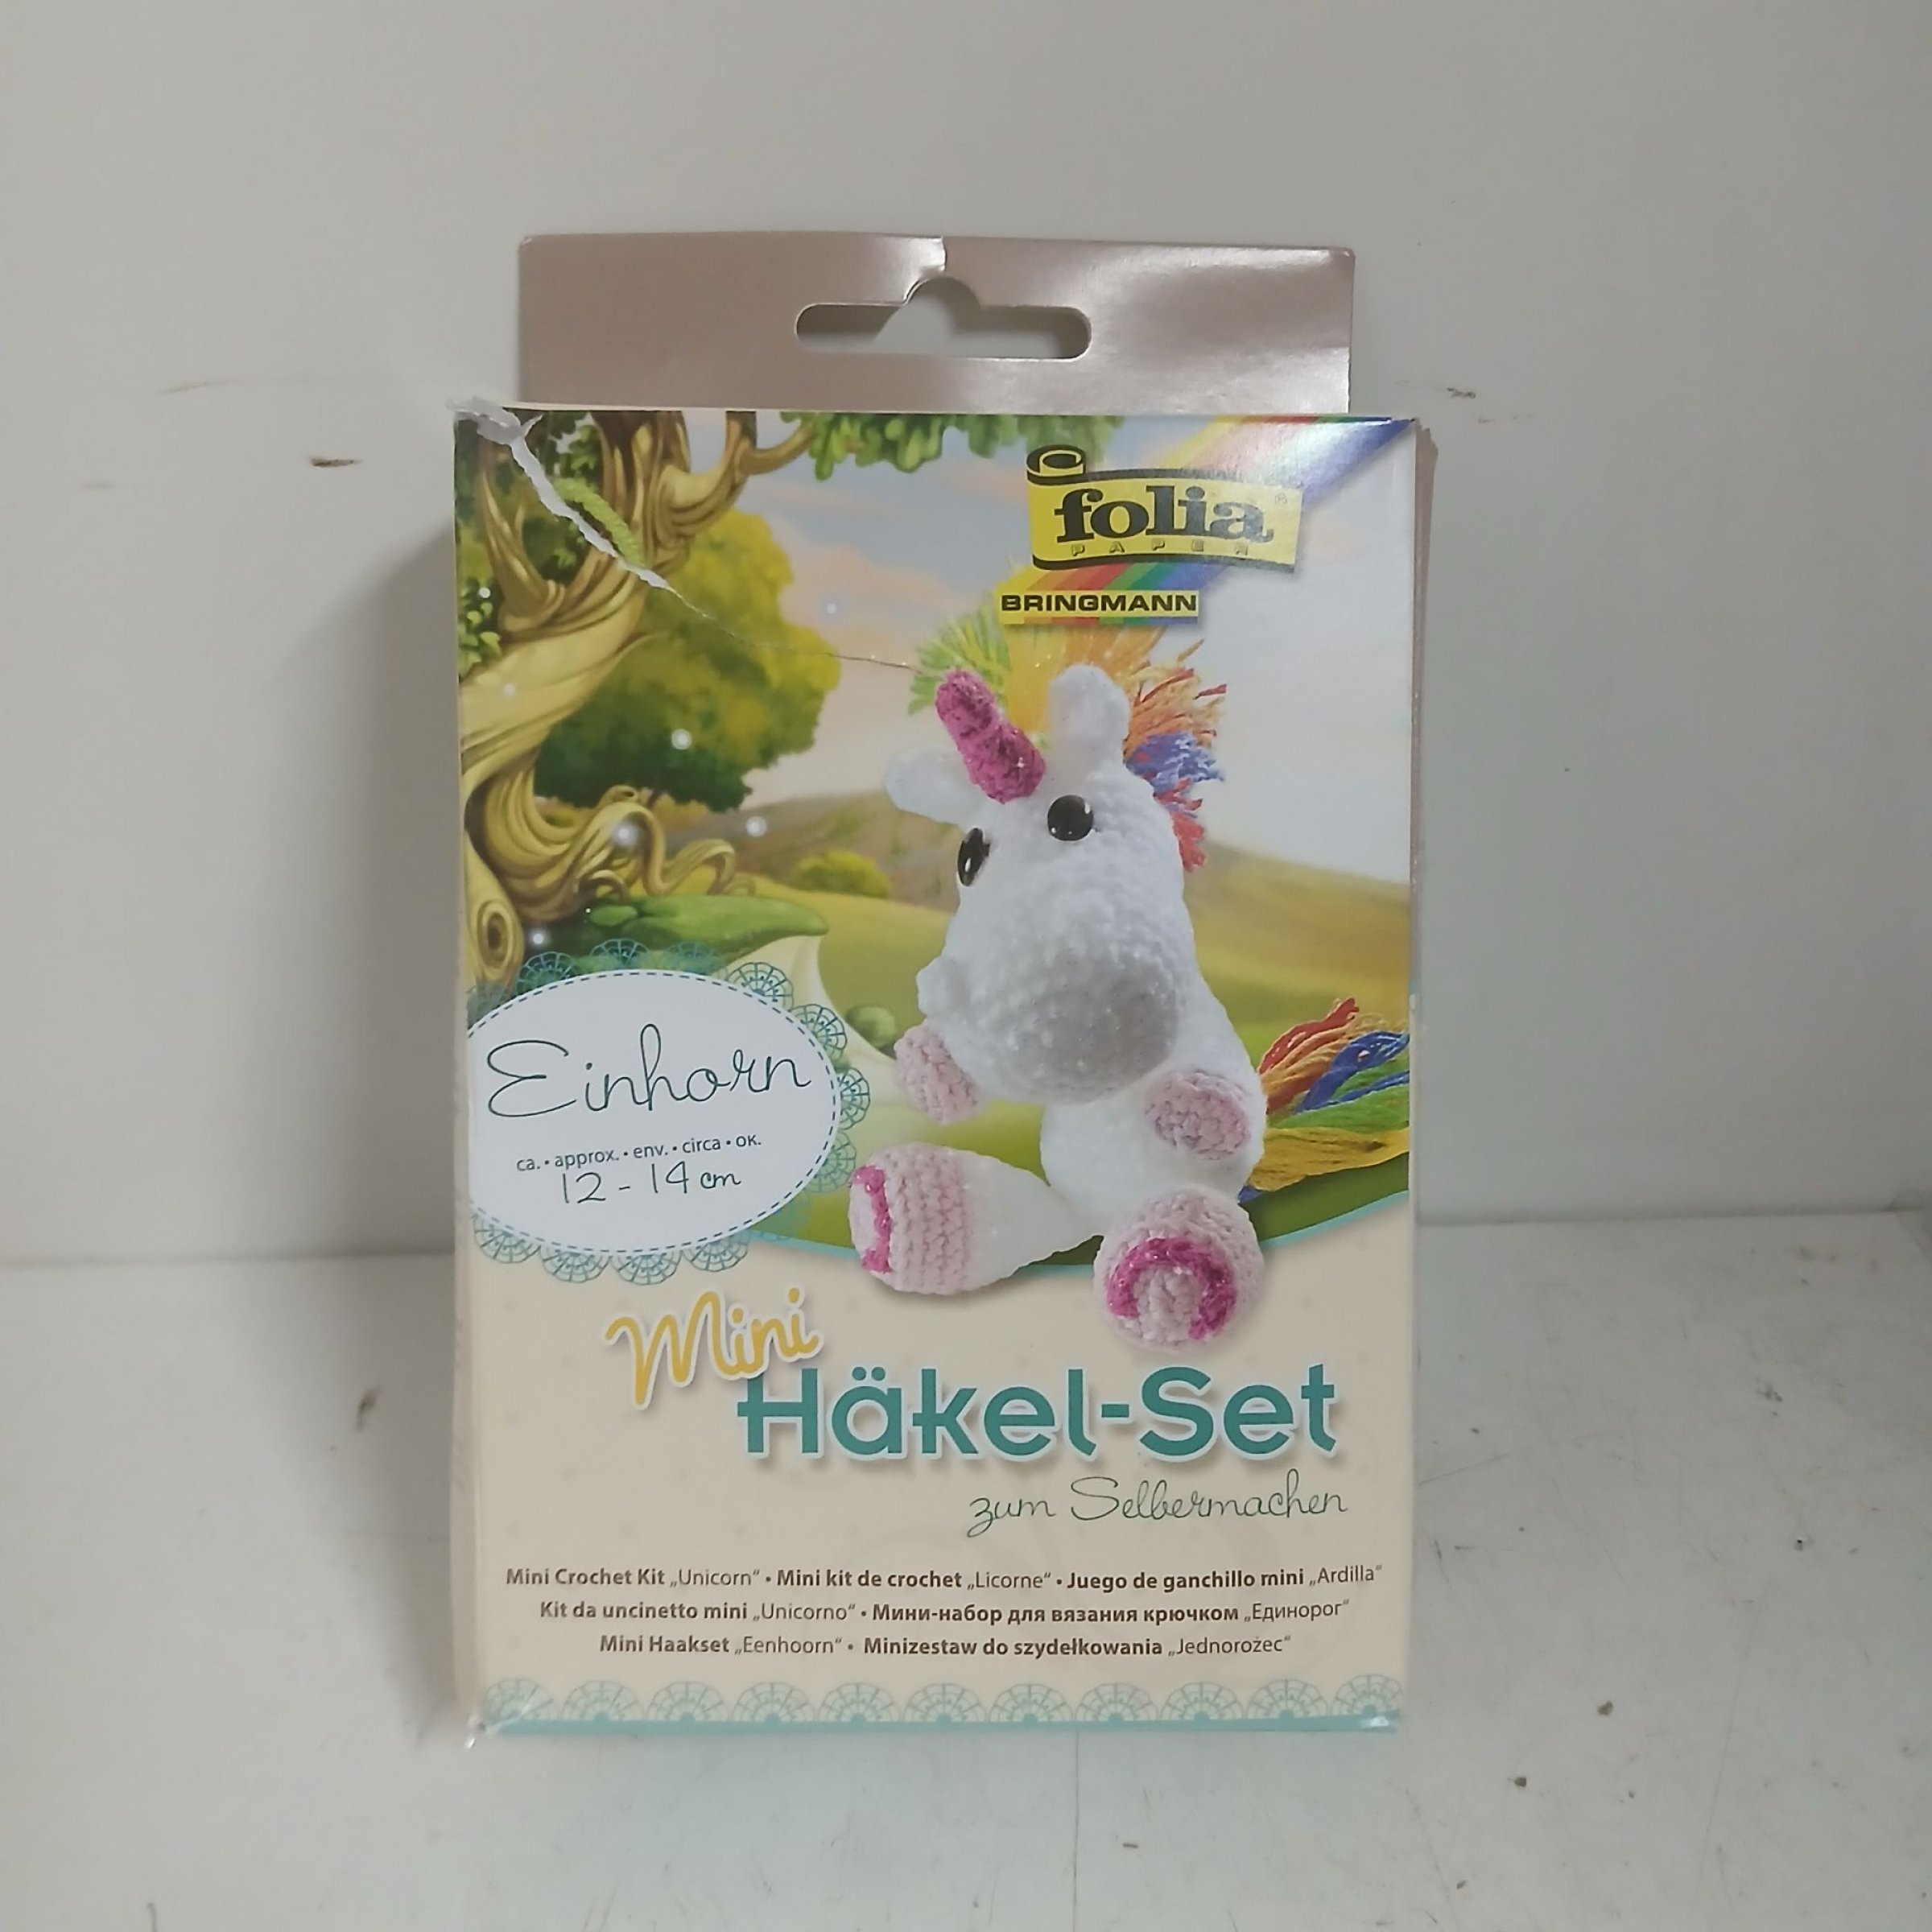 folia®
PAPER
BRINGMANN
Einhorn
ca. • approx. • env. • circa • ок.
12 - 14 cm
Mini
Häkel-Set
zum Selbermachen
Mini Crochet Kit „Unicorn“ • Mini kit de crochet „Licorne“ • Juego de ganchillo mini „Ardilla“
Kit da uncinetto mini „Unicorno“ • Мини-набор для вязания крючком „Единорог“
Mini Haakset „Eenhoorn“ • Minizestaw do szydełkowania „Jednorożec“